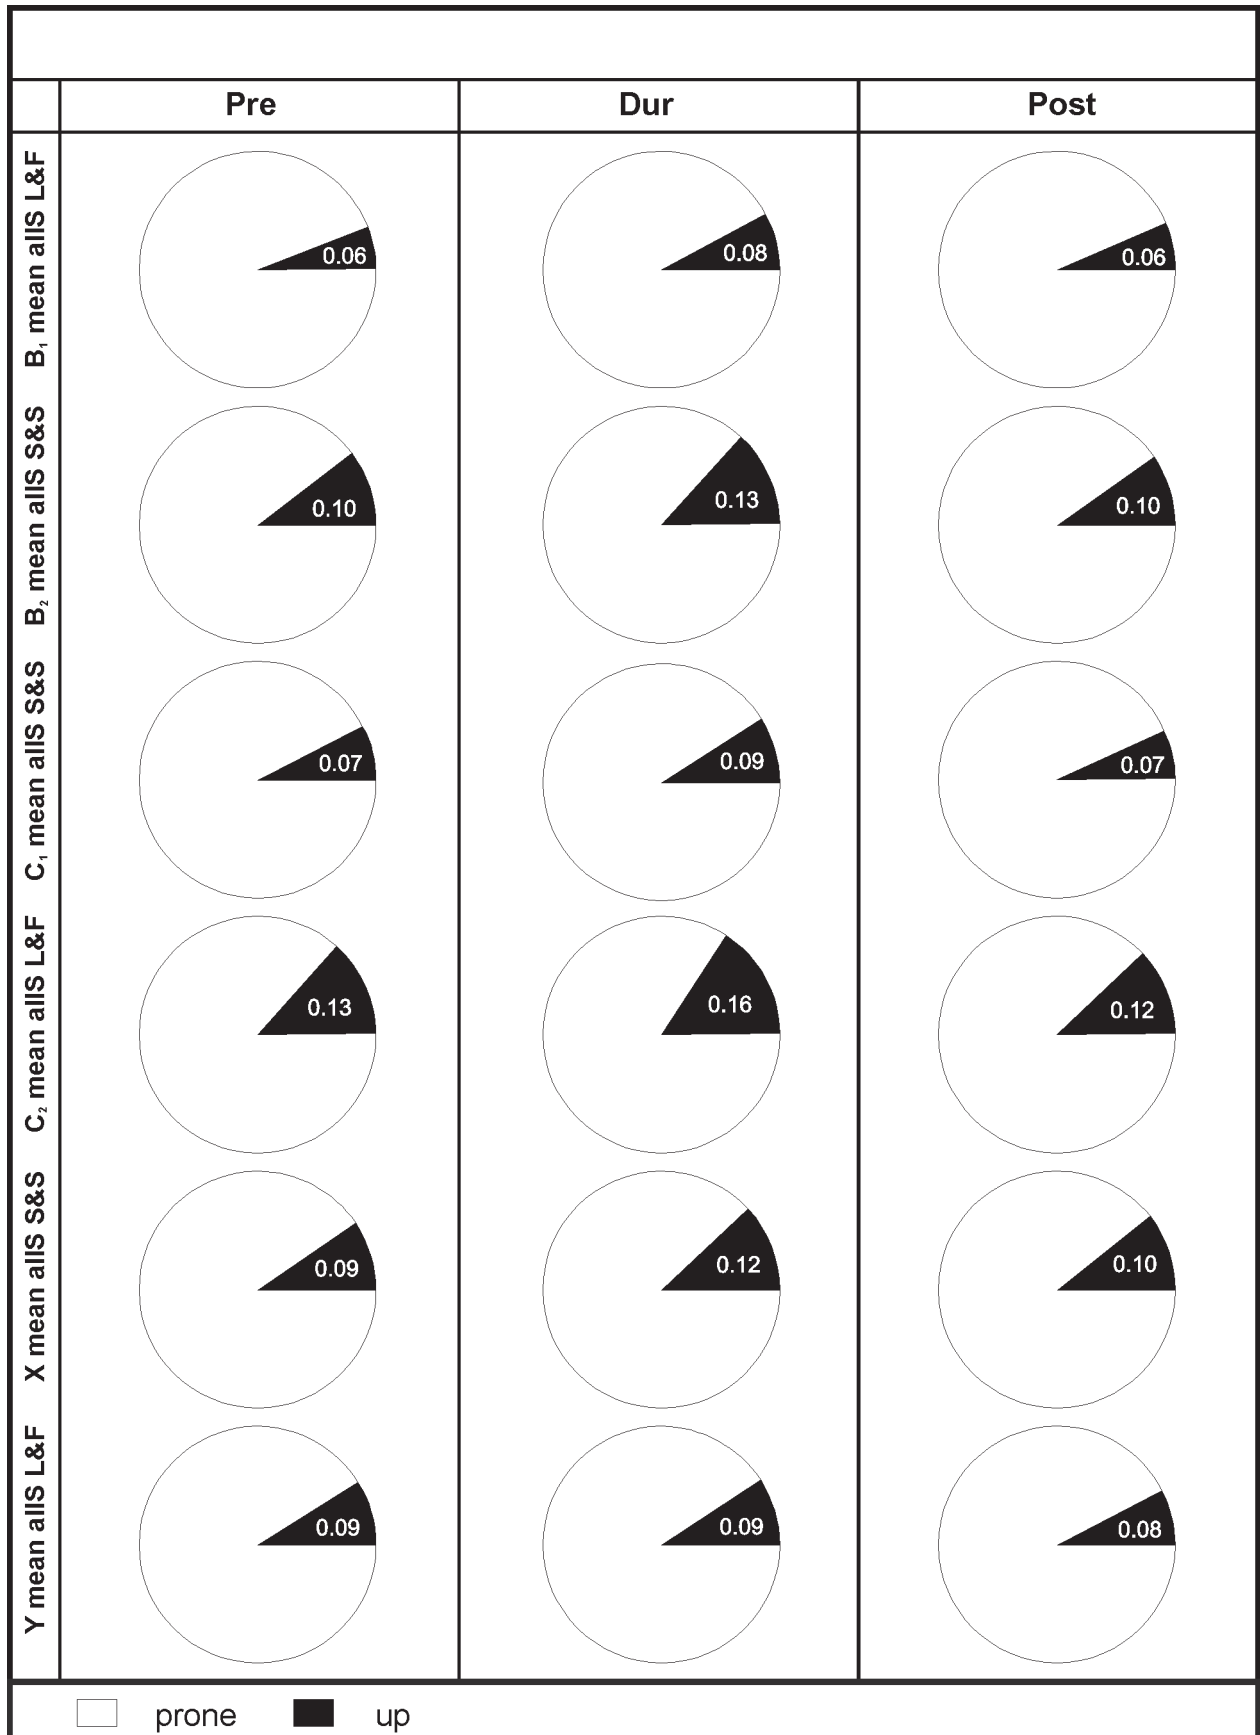 Pre Dur Post
B₁ mean allS L&F
0.06 0.08 0.06
B₂ mean allS S&S
0.10 0.13 0.10
C₁ mean allS S&S
0.07 0.09 0.07
C₂ mean allS L&F
0.13 0.16 0.12
X mean allS S&S
0.09 0.12 0.10
Y mean allS L&F
0.09 0.09 0.08
prone up